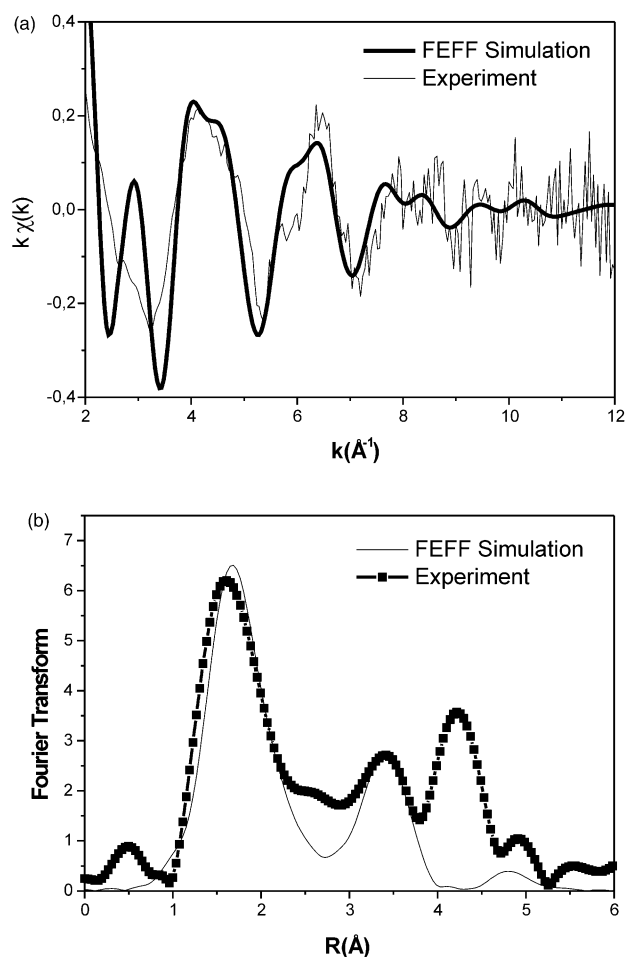 (a)
0,4
0,2
0,0
-0,2
-0,4
k χ(k)
FEFF Simulation
Experiment
2 4 6 8 10 12
k(Å-1)
(b)
7
6
5
4
3
2
1
0
Fourier Transform
FEFF Simulation
Experiment
0 1 2 3 4 5 6
R(Å)